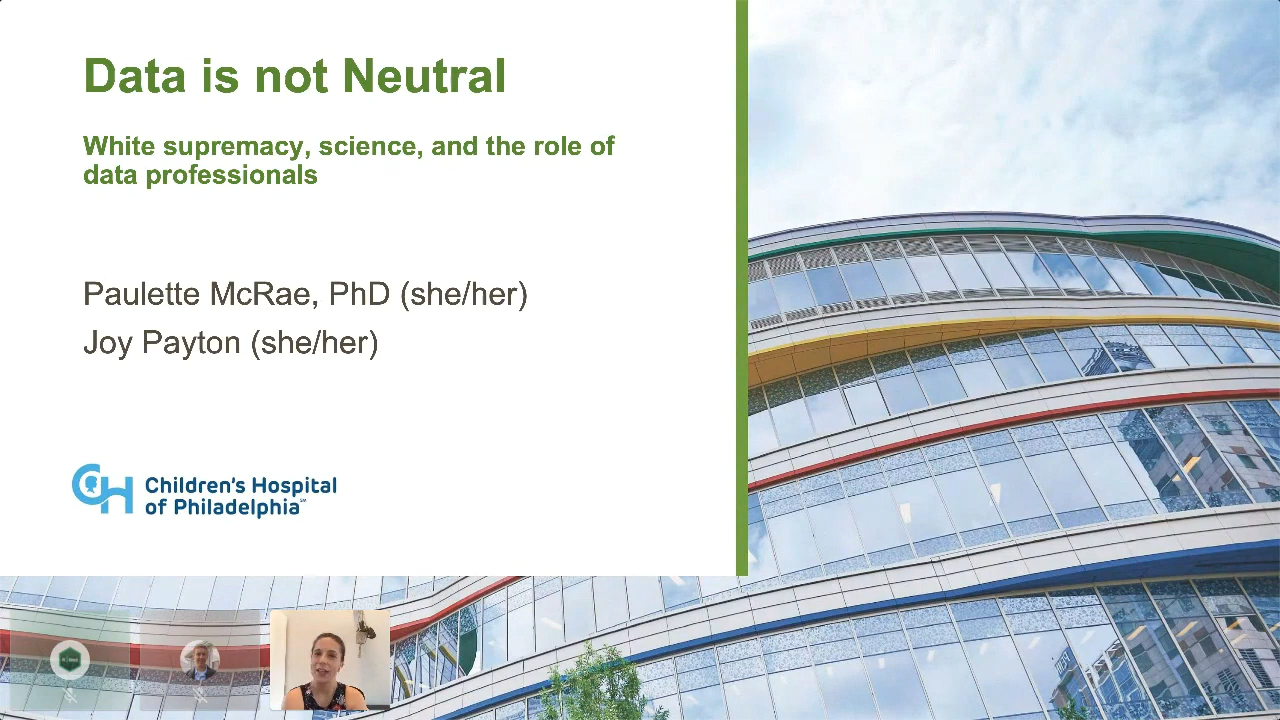 Data is not Neutral
White supremacy, science, and the role of
data professionals
Paulette McRae, PhD (she/her)
Joy Payton (she/her)
CH
Children's Hospital
of Philadelphia